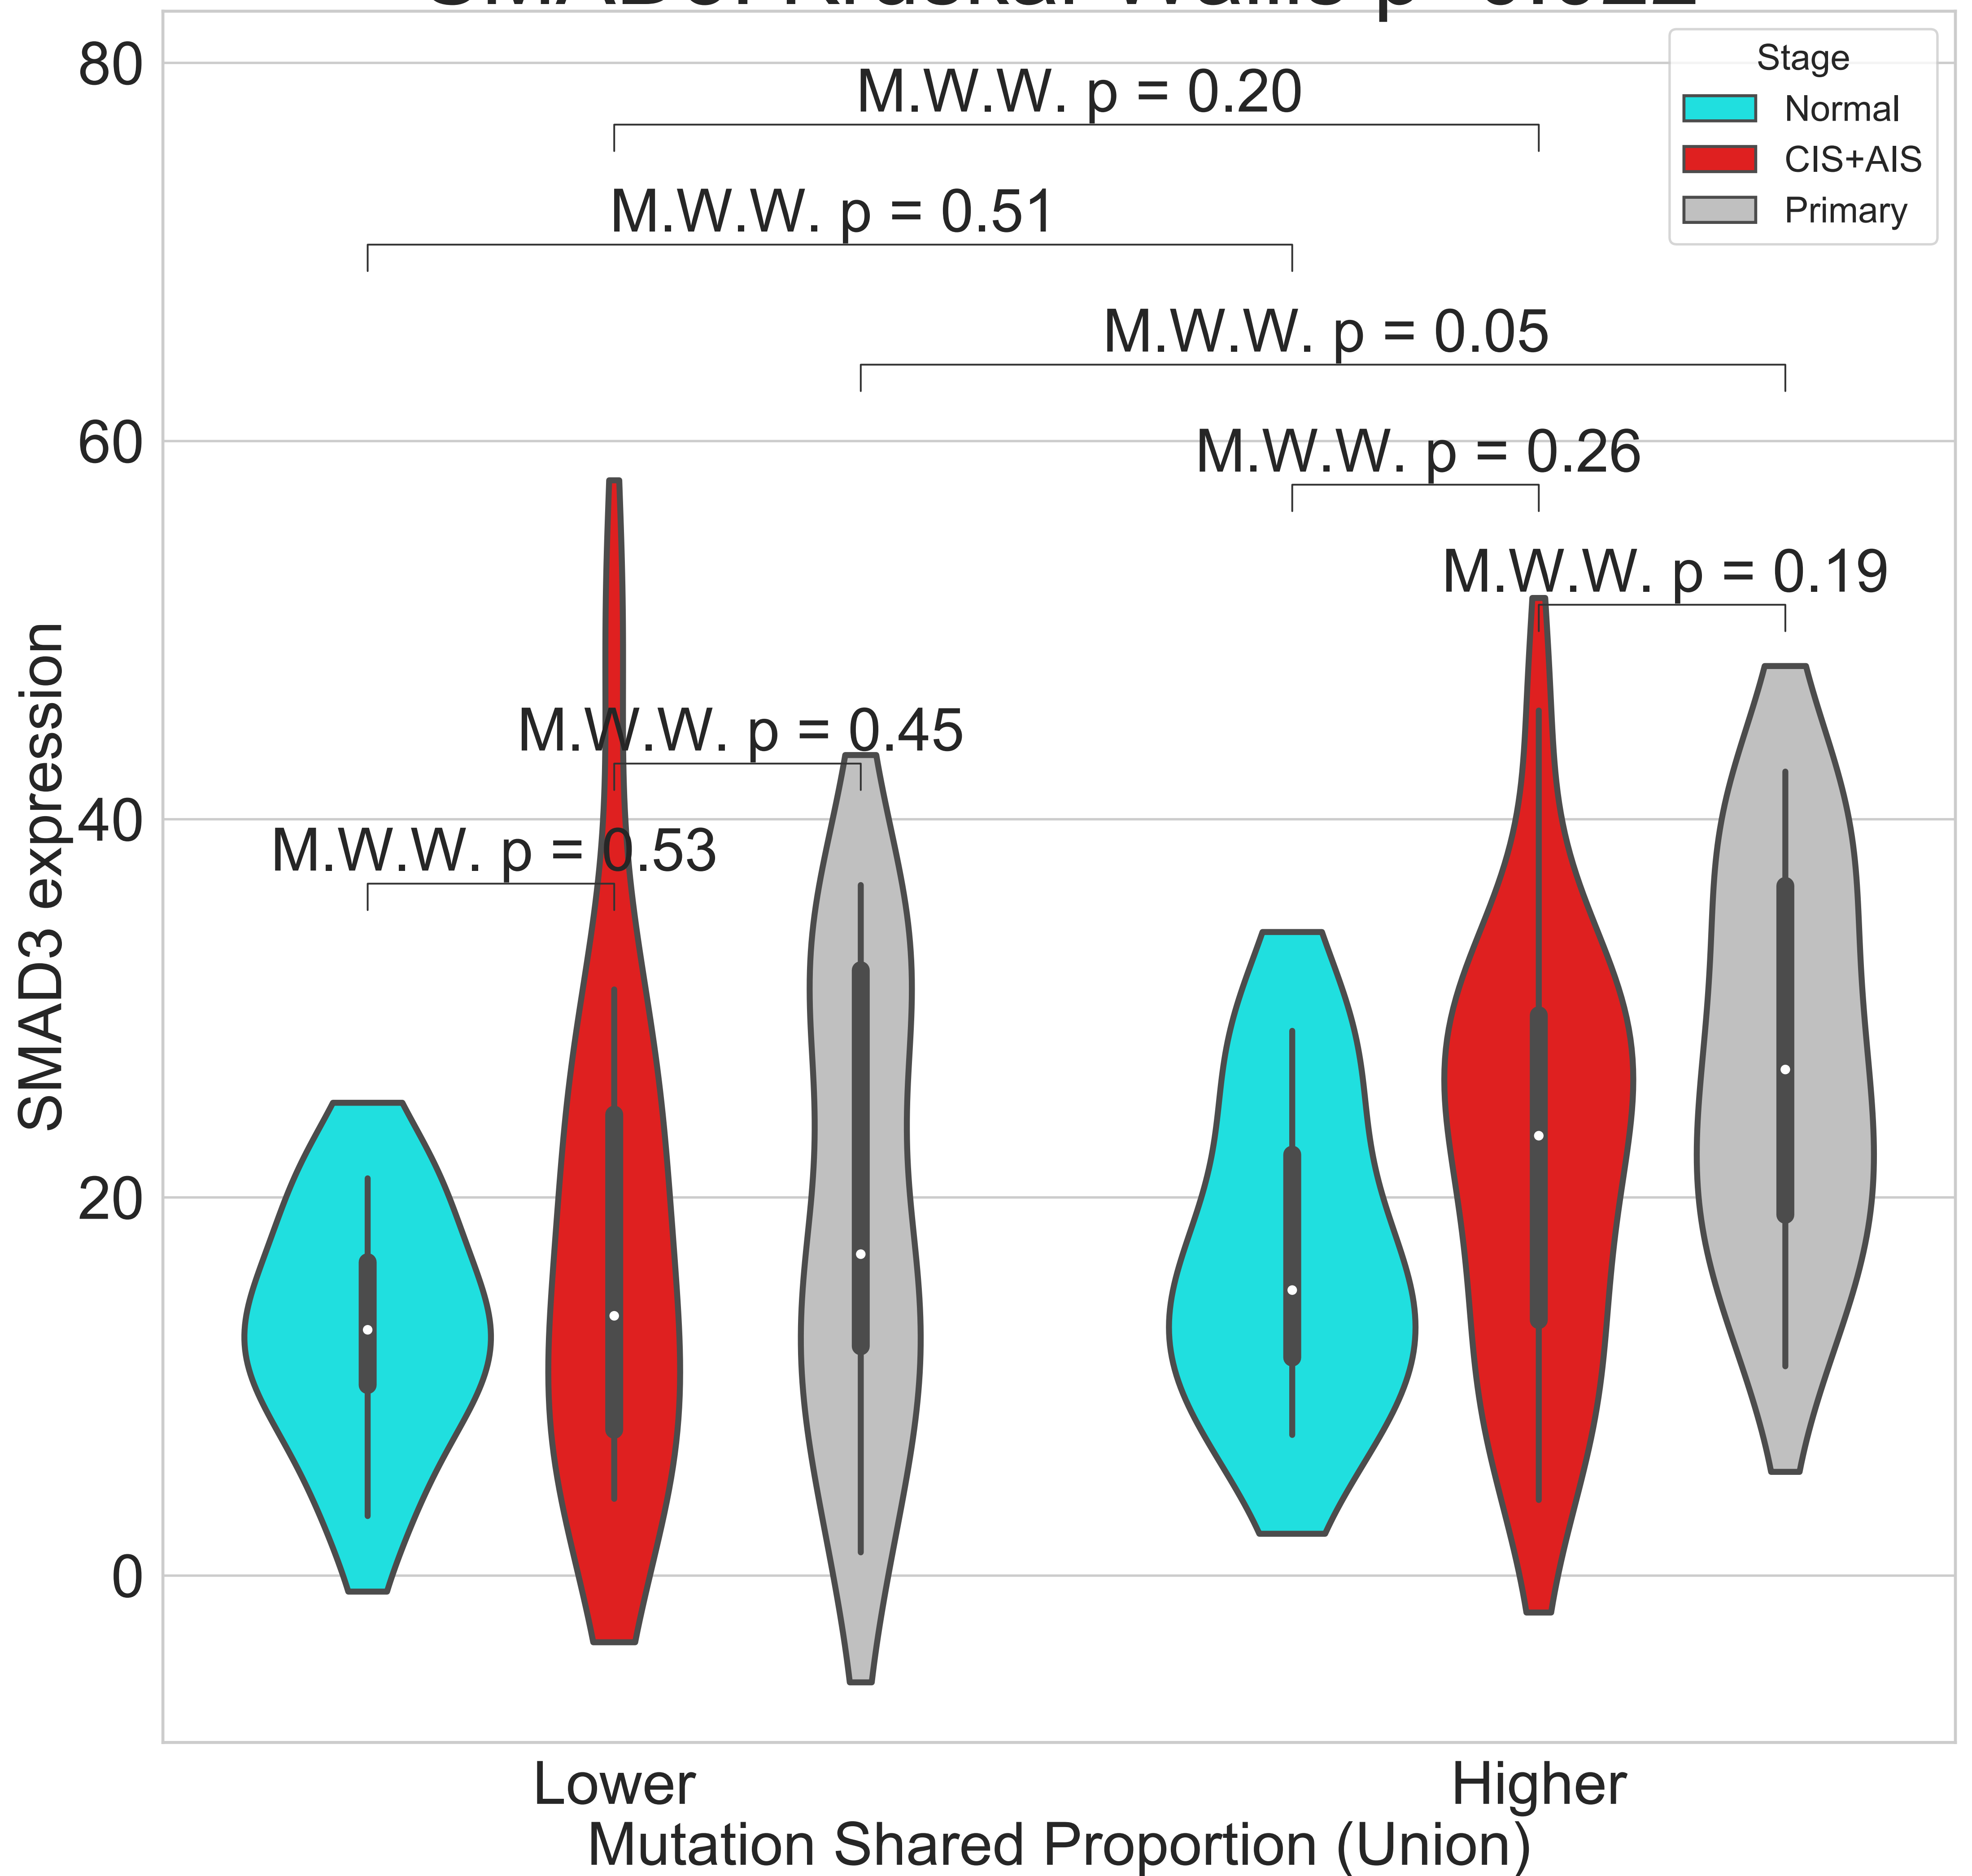 80
M.W.W. p = 0.20
Stage
Normal
CIS+AIS
Primary
M.W.W. p = 0.51
M.W.W. p = 0.05
60
M.W.W. p = 0.26
M.W.W. p = 0.19
M.W.W. p = 0.45
40
M.W.W. p = 0.53
SMAD3 expression
20
0
Lower
Higher
Mutation Shared Proportion (Union)